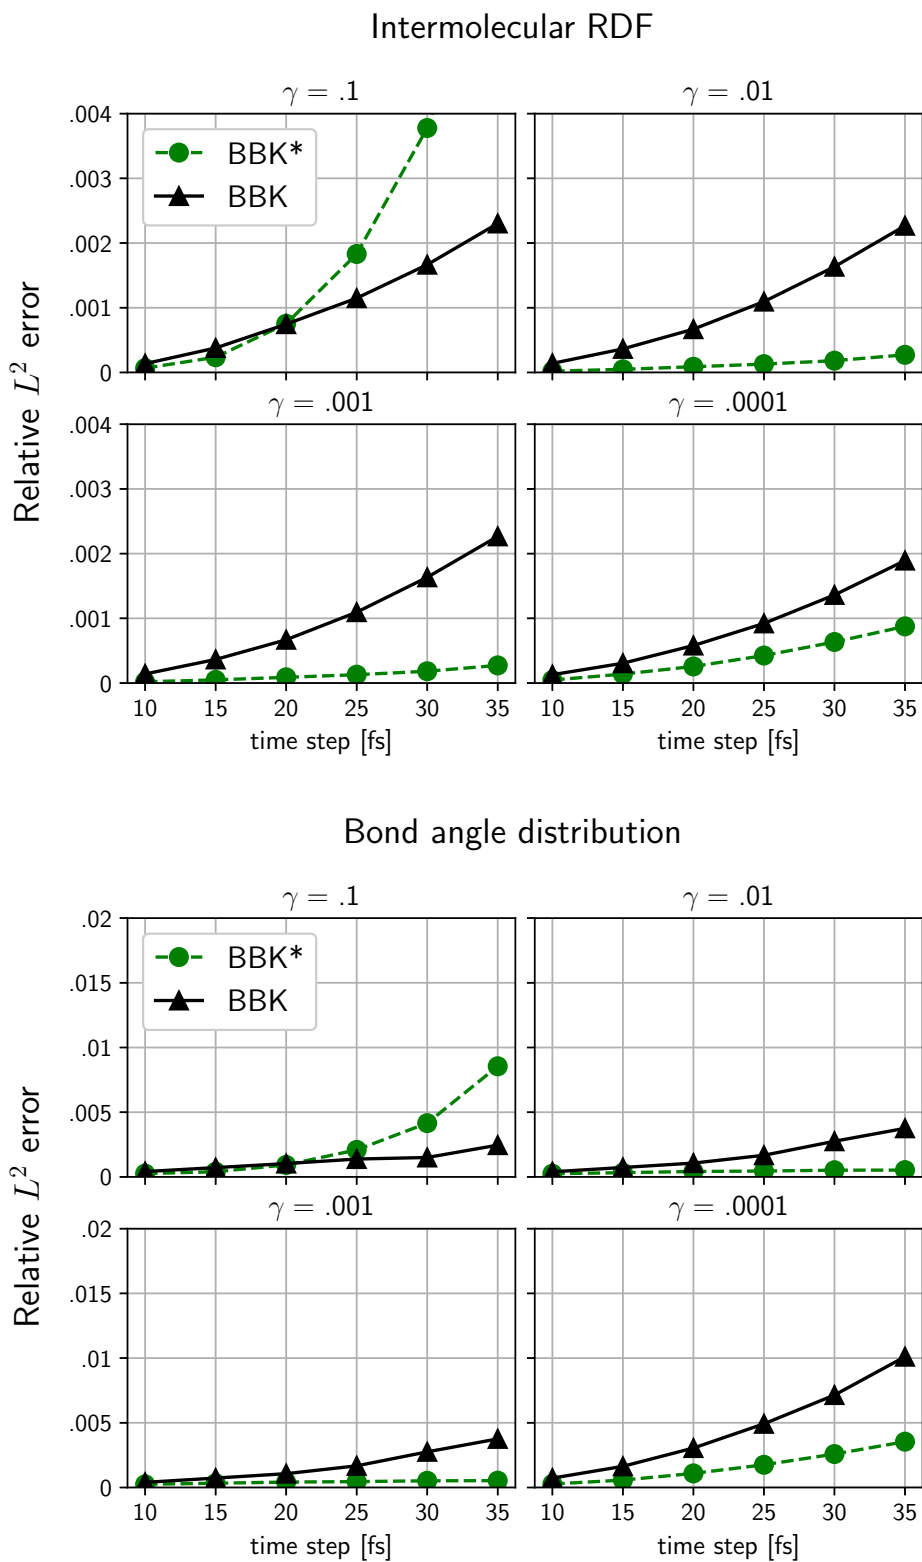 Intermolecular RDF
γ = .1
γ = .01
.004
.003
.002
.001
0
BBK*
BBK
γ = .001
γ = .0001
.004
.003
.002
.001
0
10 15 20 25 30 35
10 15 20 25 30 35
time step [fs]
time step [fs]
Relative L² error
Bond angle distribution
γ = .1
γ = .01
.02
.015
.01
.005
0
BBK*
BBK
γ = .001
γ = .0001
.02
.015
.01
.005
0
10 15 20 25 30 35
10 15 20 25 30 35
time step [fs]
time step [fs]
Relative L² error